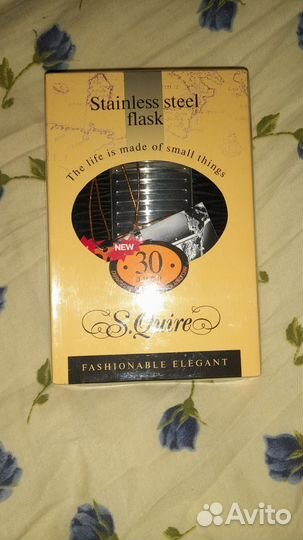 Stainless steel
flask
The life is made of small things
NEW
30
S.Quire
FASHIONABLE ELEGANT
Avito